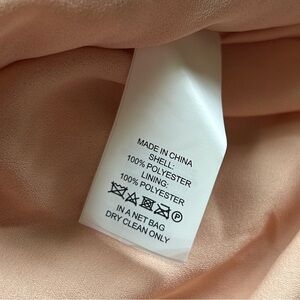 MADE IN CHINA
SHELL:
100% POLYESTER
LINING:
100% POLYESTER
P
IN A NET BAG
DRY CLEAN ONLY